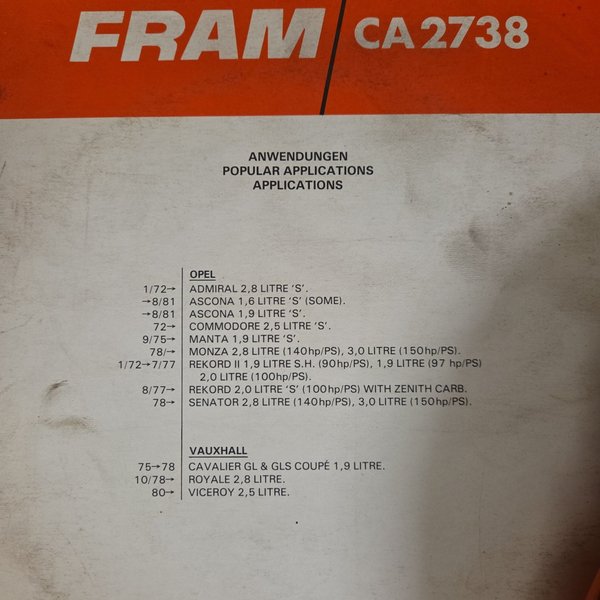 FRAM CA2738
ANWENDUNGEN
POPULAR APPLICATIONS
APPLICATIONS
OPEL
1/72→ ADMIRAL 2,8 LITRE ‘S’.
→8/81 ASCONA 1,6 LITRE ‘S’ (SOME).
→8/81 ASCONA 1,9 LITRE ‘S’.
72→ COMMODORE 2,5 LITRE ‘S’.
9/75→ MANTA 1,9 LITRE ‘S’.
78/→ MONZA 2,8 LITRE (140hp/PS), 3,0 LITRE (150hp/PS).
1/72→7/77 REKORD II 1,9 LITRE S.H. (90hp/PS), 1,9 LITRE (97 hp/PS)
2,0 LITRE (100hp/PS).
8/77→ REKORD 2,0 LITRE ‘S’ (100hp/PS) WITH ZENITH CARB.
78→ SENATOR 2,8 LITRE (140hp/PS), 3,0 LITRE (150hp/PS).
VAUXHALL
75→78 CAVALIER GL & GLS COUPÉ 1,9 LITRE.
10/78→ ROYALE 2,8 LITRE.
80→ VICEROY 2,5 LITRE.